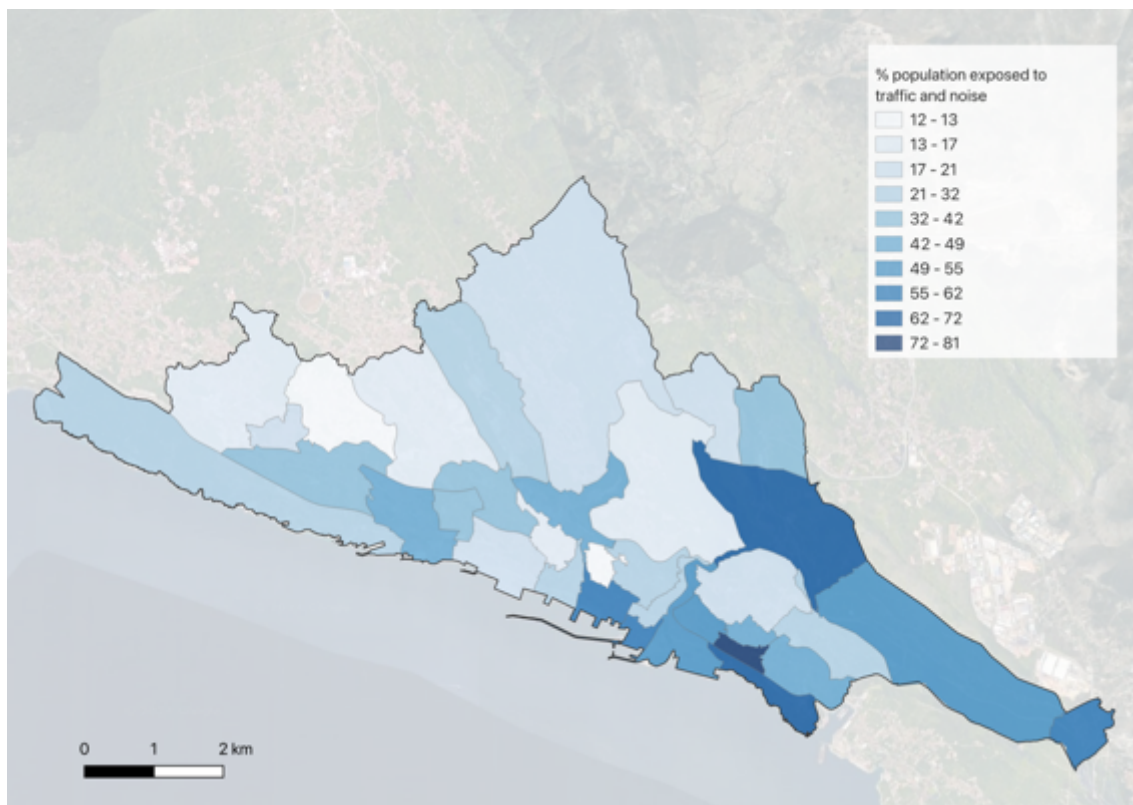 % population exposed to
traffic and noise
12 - 13
13 - 17
17 - 21
21 - 32
32 - 42
42 - 49
49 - 55
55 - 62
62 - 72
72 - 81
0 1 2 km